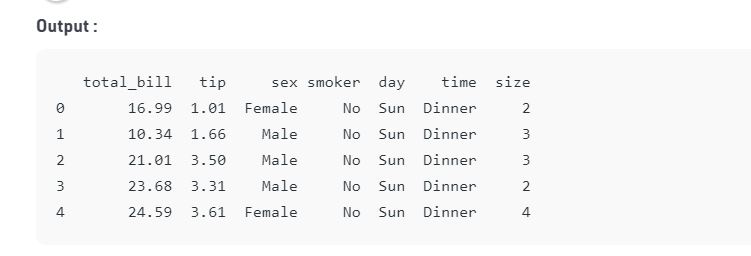 Output :
total_bill tip sex smoker day time size
0 16.99 1.01 Female No Sun Dinner 2
1 10.34 1.66 Male No Sun Dinner 3
2 21.01 3.50 Male No Sun Dinner 3
3 23.68 3.31 Male No Sun Dinner 2
4 24.59 3.61 Female No Sun Dinner 4